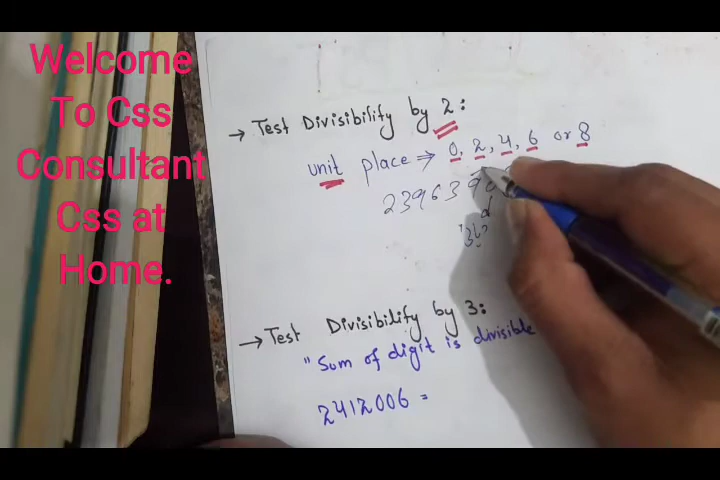 Welcome
To Css
Consultant
Css at
Home.
→ Test Divisibility by 2:
unit place ⇒ 0, 2, 4, 6 or 8
239639
→ Test Divisibility by 3:
"Sum of digit is divisible
2412006 =